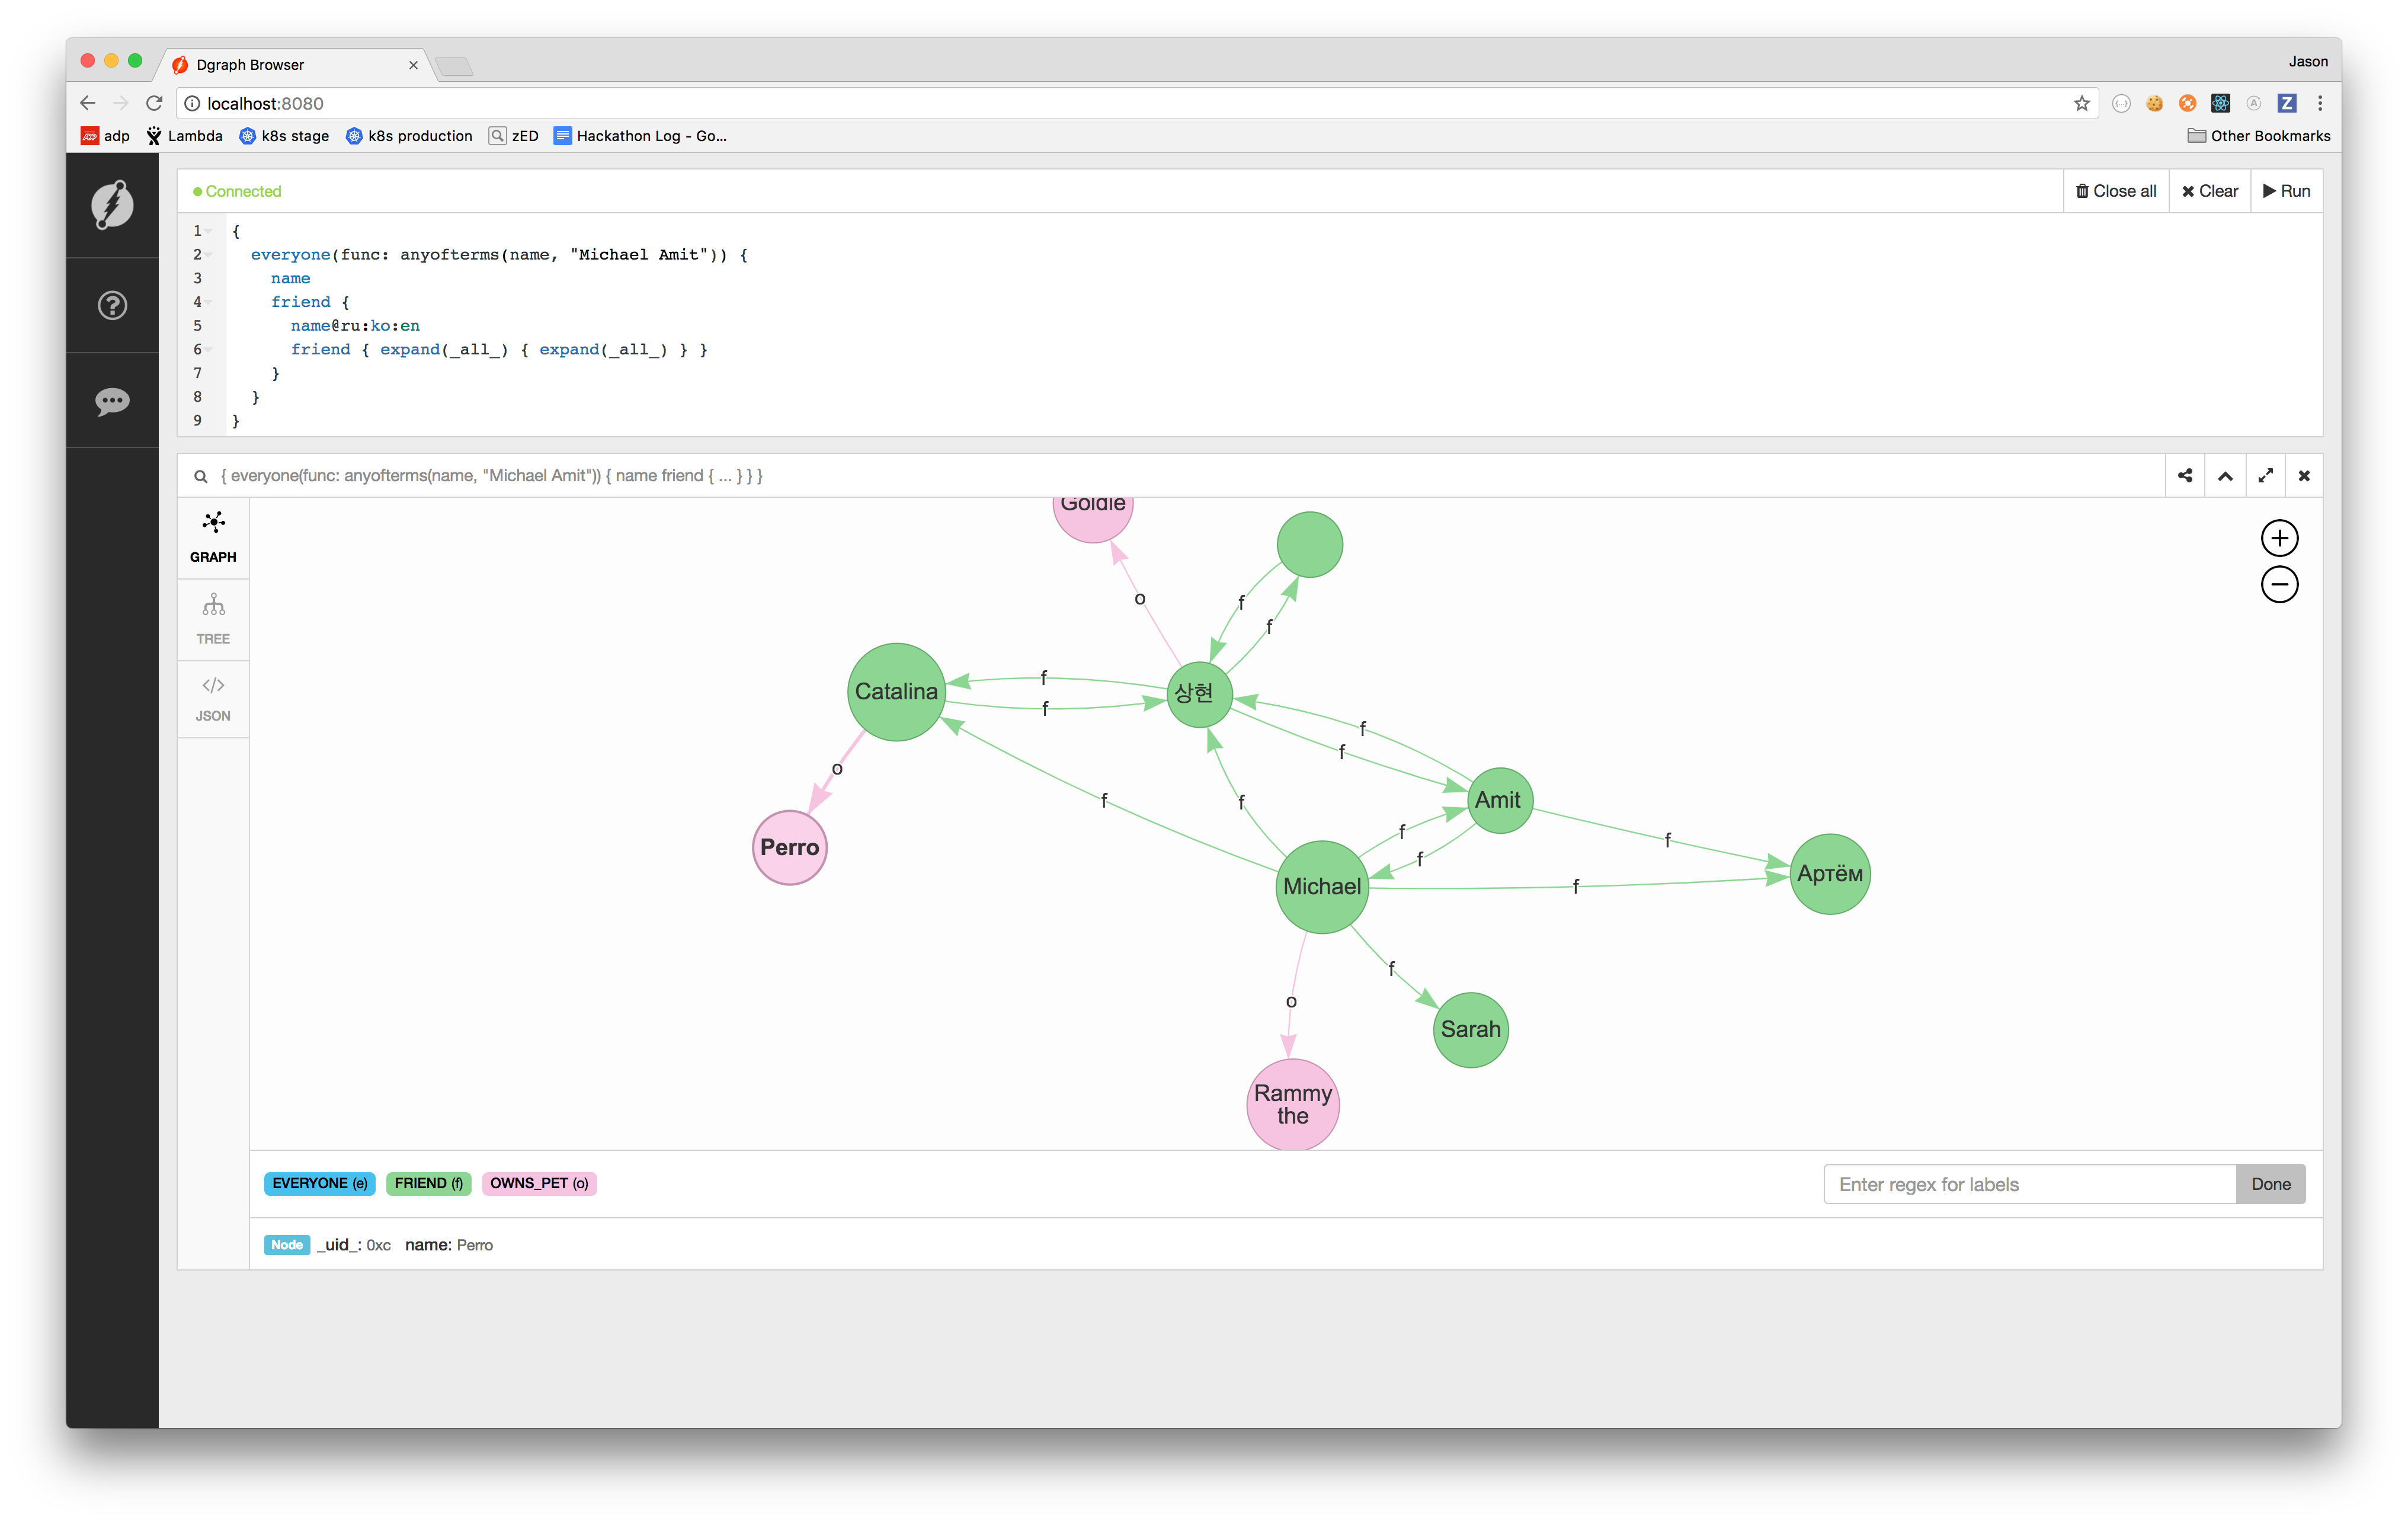 Dgraph Browser
Jason
localhost:8080
adp Lambda k8s stage k8s production zED Hackathon Log - Go... Other Bookmarks
Connected Close all Clear Run
1 {
2 everyone(func: anyofterms(name, "Michael Amit")) {
3 name
4 friend {
5 name@ru:ko:en
6 friend { expand(_all_) { expand(_all_) } }
7 }
8 }
9 }
{ everyone(func: anyofterms(name, "Michael Amit")) { name friend { ... } } }
GRAPH
TREE
JSON
Goldie
o
f
f
Catalina
f
f
상현
o
Perro
f
f
f
f
Amit
f
f
Michael
f
f
Артём
f
Sarah
o
Rammy
the
EVERYONE (e) FRIEND (f) OWNS_PET (o)
Enter regex for labels Done
Node _uid_: 0xc name: Perro